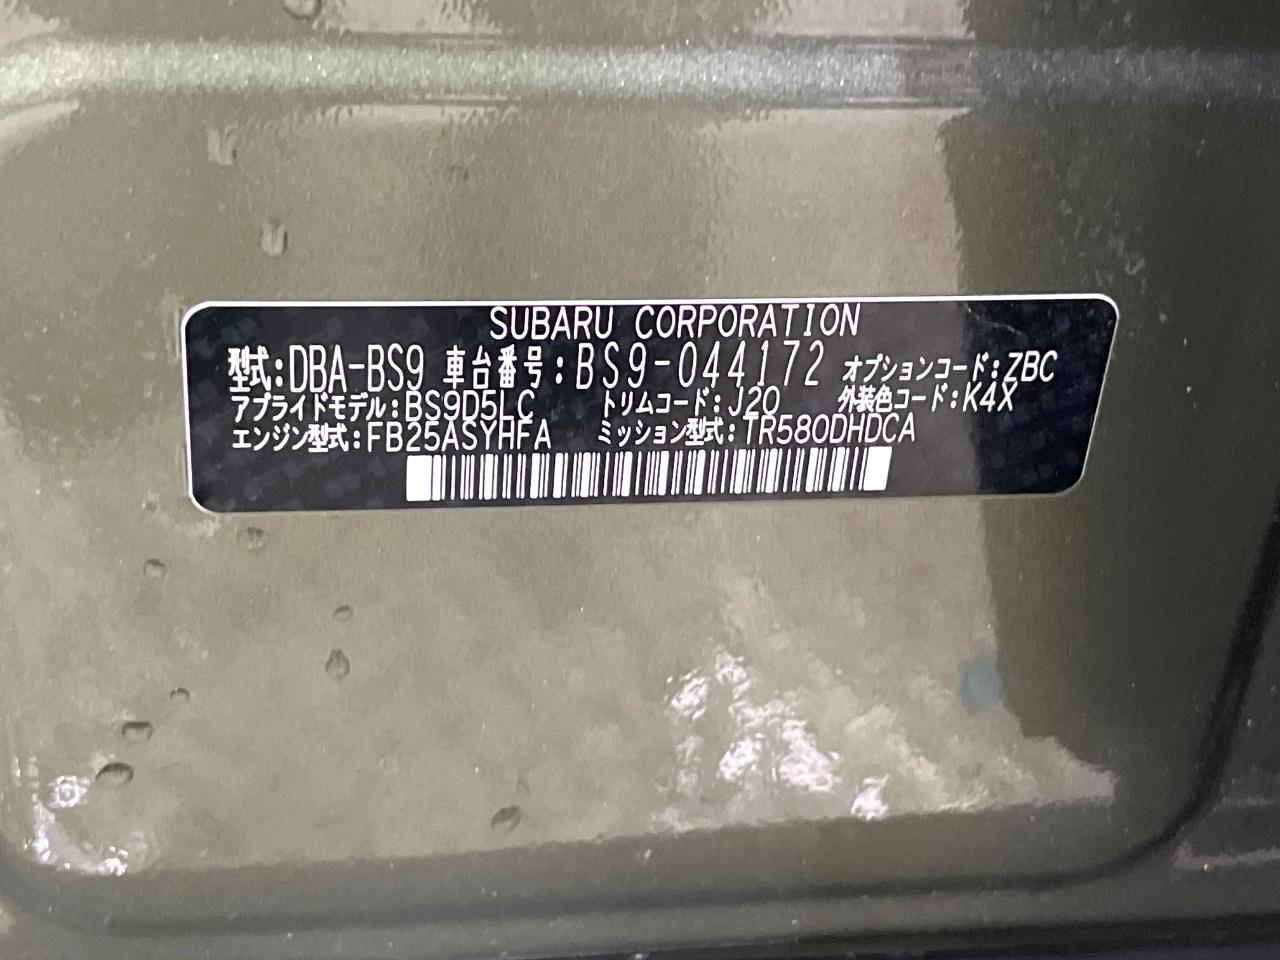 SUBARU CORPORATION
型式:DBA-BS9 車台番号:BS9-044172 オプションコード:ZBC
アプライドモデル:BS9D5LC トリムコード:J20 外装色コード:K4X
エンジン型式:FB25ASYHFA ミッション型式:TR580DHDCA